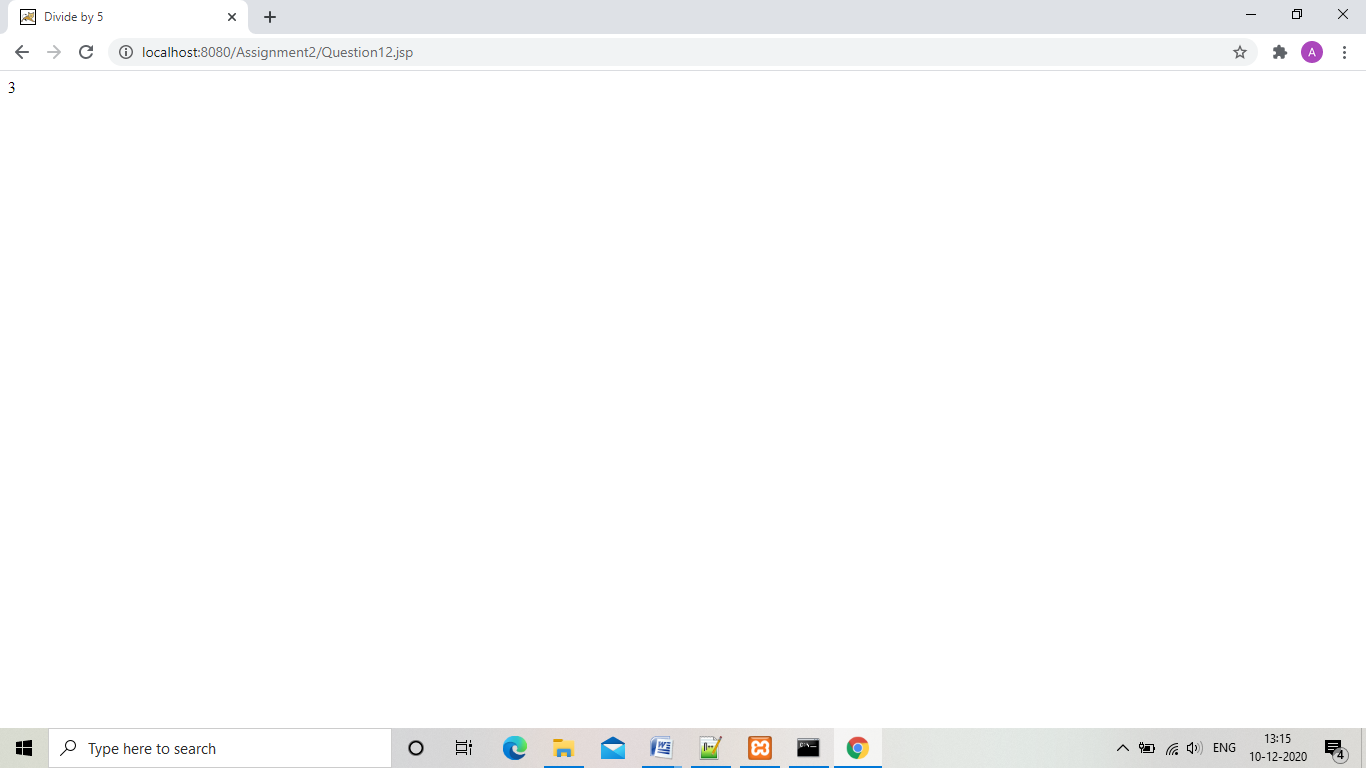 Divide by 5
localhost:8080/Assignment2/Question12.jsp
A
3
Type here to search
ENG
13:15
10-12-2020
4